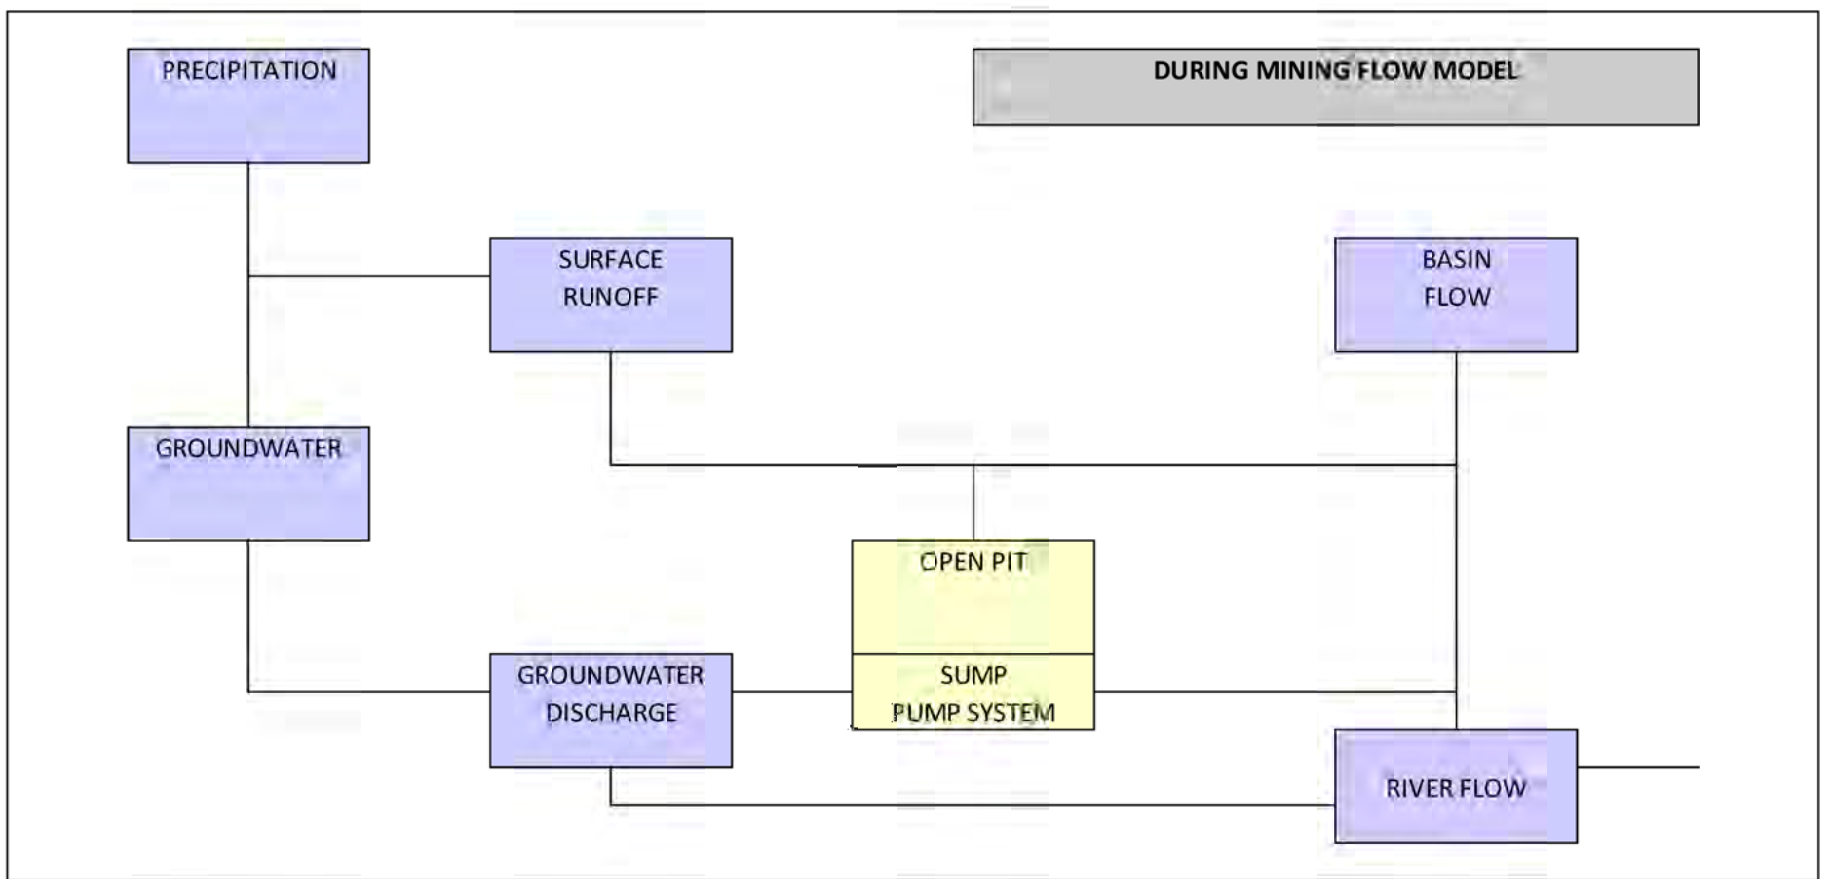 PRECIPITATION
DURING MINING FLOW MODEL
SURFACE
RUNOFF
BASIN
FLOW
GROUNDWATER
OPEN PIT
GROUNDWATER
DISCHARGE
SUMP
PUMP SYSTEM
RIVER FLOW